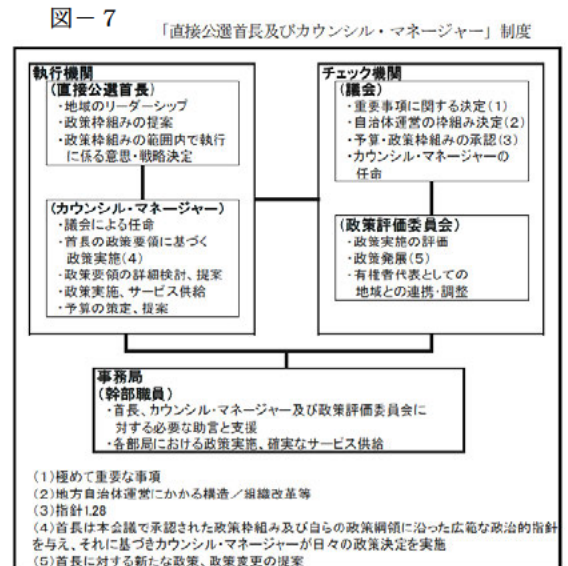 図－7
「直接公選首長及びカウンシル・マネージャー」制度
執行機関
(直接公選首長)
・地域のリーダーシップ
・政策枠組みの提案
・政策枠組みの範囲内で執行
に係る意思・戦略決定
(カウンシル・マネージャー)
・議会による任命
・首長の政策要領に基づく
政策実施(4)
・政策要領の詳細検討、提案
・政策実施、サービス供給
・予算の策定、提案
チェック機関
(議会)
・重要事項に関する決定(1)
・自治体運営の枠組み決定(2)
・予算・政策枠組みの承認(3)
・カウンシル・マネージャーの
任命
(政策評価委員会)
・政策実施の評価
・政策発展(5)
・有権者代表としての
地域との連携・調整
事務局
(幹部職員)
・首長、カウンシル・マネージャー及び政策評価委員会に
対する必要な助言と支援
・各部局における政策実施、確実なサービス供給
(1)極めて重要な事項
(2)地方自治体運営にかかる構造／組織改革等
(3)指針1.28
(4)首長は本会議で承認された政策枠組み及び自らの政策綱領に沿った広範な政治的指針
を与え、それに基づきカウンシル・マネージャーが日々の政策決定を実施
(5)首長に対する新たな政策、政策変更の提案